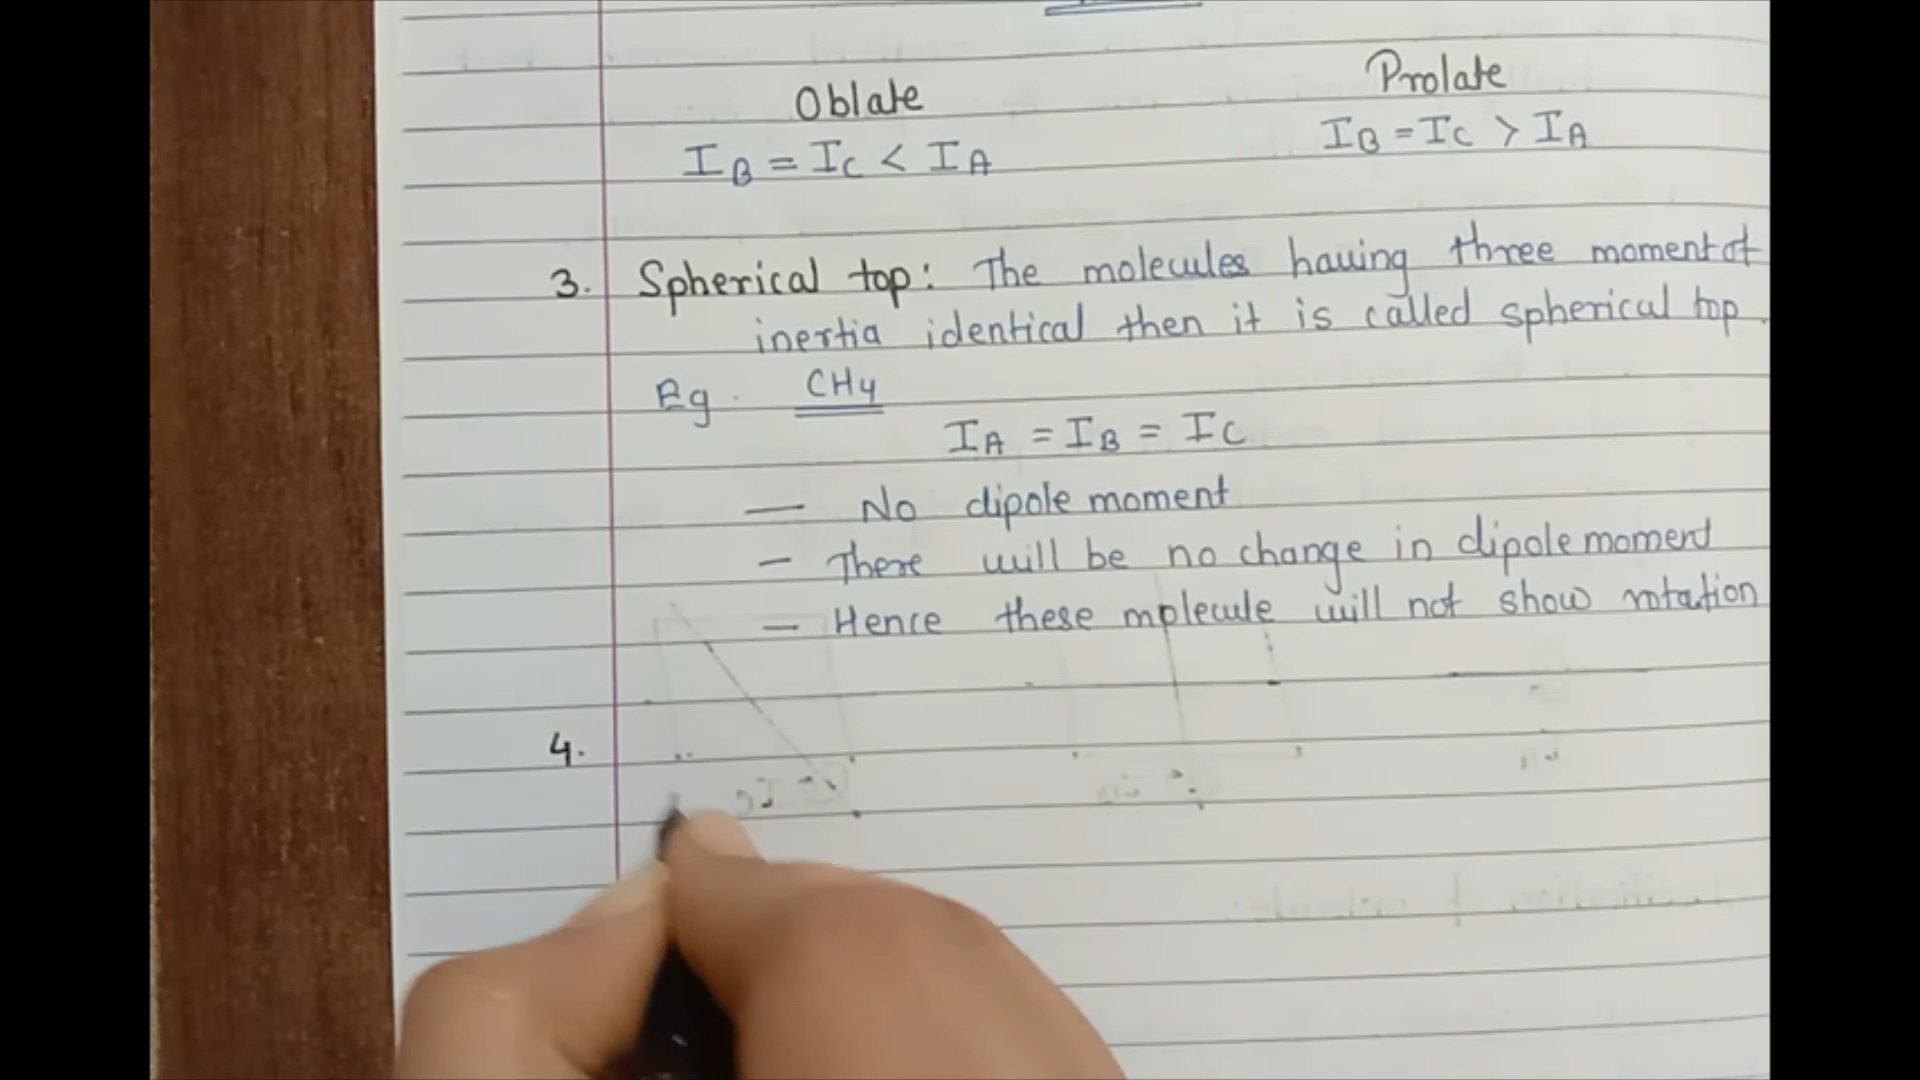 Oblate
Prolate
IB = IC < IA
IB = IC > IA
3. Spherical top: The molecules having three moment of
inertia identical then it is called spherical top.
Eg. CH4
IA = IB = IC
— No dipole moment
- There will be no change in dipole moment
- Hence these molecule will not show rotation
4.